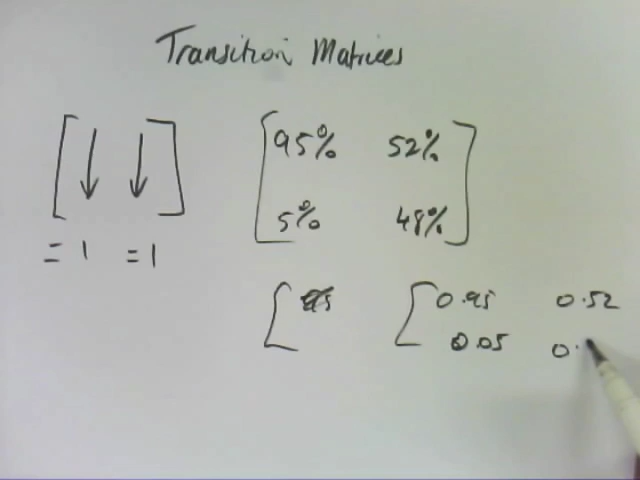 Transition Matrices
95% 52%
5% 48%
= 1 = 1
0.95 0.52
0.05 0.